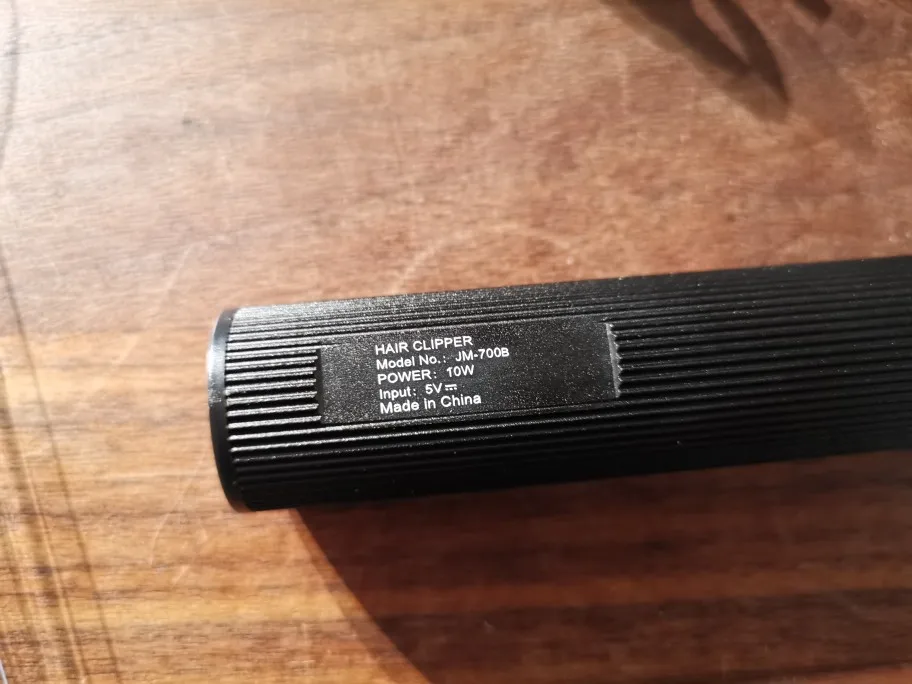 HAIR CLIPPER
Model No.: JM-700B
POWER: 10W
Input: 5V⎓
Made in China